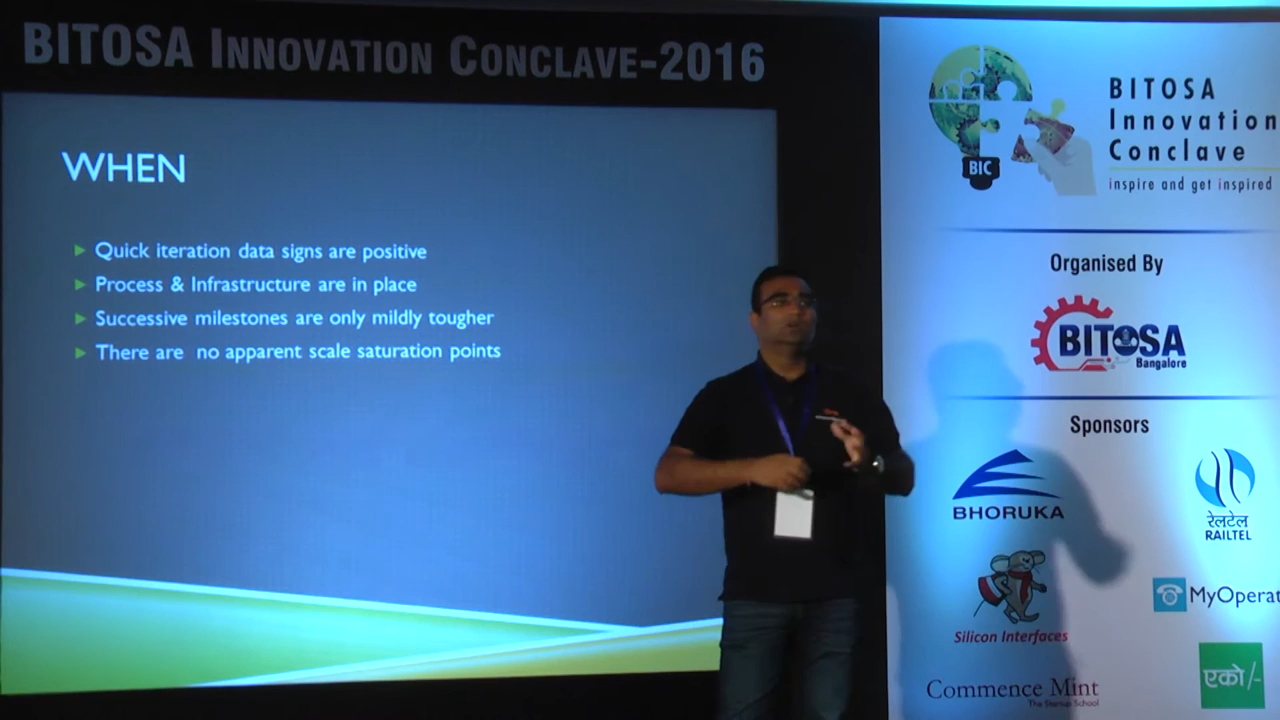 BITOSA INNOVATION CONCLAVE-2016
WHEN
Quick iteration data signs are positive
Process & Infrastructure are in place
Successive milestones are only mildly tougher
There are no apparent scale saturation points
BIC
BITOSA
Innovation
Conclave
inspire and get inspired
Organised By
BITOSA
Bangalore
Sponsors
BHORUKA
रेलटेल
RAILTEL
Silicon Interfaces
MyOperat
Commence Mint
The Startup School
एको/-